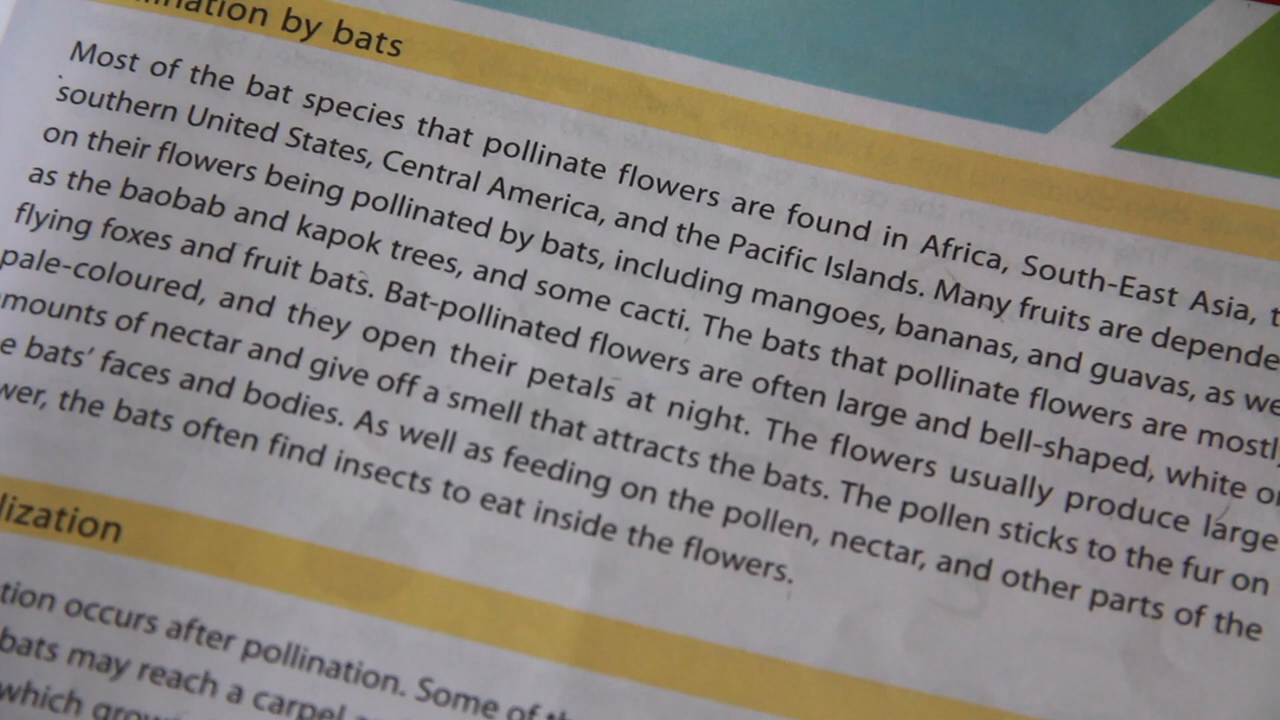 ination by bats
Most of the bat species that pollinate flowers are found in Africa, South-East Asia, t
southern United States, Central America, and the Pacific Islands. Many fruits are depende
on their flowers being pollinated by bats, including mangoes, bananas, and guavas, as we
as the baobab and kapok trees, and some cacti. The bats that pollinate flowers are mostly
flying foxes and fruit bats. Bat-pollinated flowers are often large and bell-shaped, white or
pale-coloured, and they open their petals at night. The flowers usually produce large
mounts of nectar and give off a smell that attracts the bats. The pollen sticks to the fur on
e bats' faces and bodies. As well as feeding on the pollen, nectar, and other parts of the
wer, the bats often find insects to eat inside the flowers.
lization
tion occurs after pollination. Some of th
bats may reach a carpel
which grow